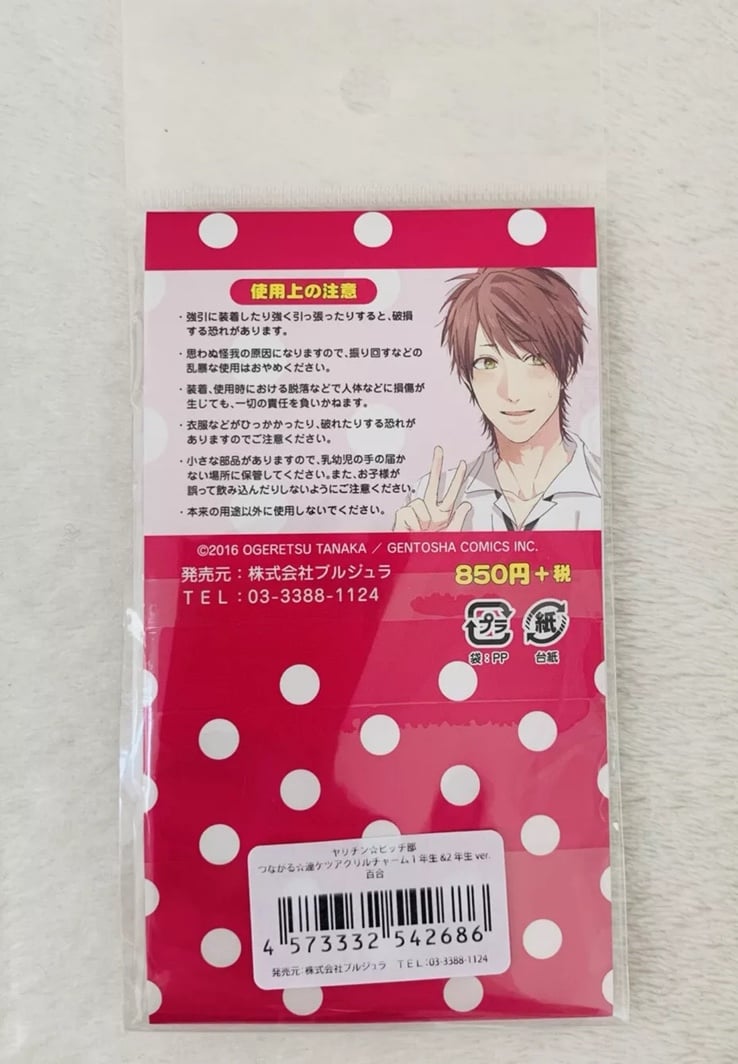 使用上の注意
・強引に装着したり強く引っ張ったりすると、破損
する恐れがあります。
・思わぬ怪我の原因になりますので、振り回すなどの
乱暴な使用はおやめください。
・装着、使用時における脱落などで人体などに損傷が
生じても、一切の責任を負いかねます。
・衣服などがひっかかったり、破れたりする恐れが
ありますのでご注意ください。
・小さな部品がありますので、乳幼児の手の届か
ない場所に保管してください。また、お子様が
誤って飲み込んだりしないようにご注意ください。
・本来の用途以外に使用しないでください。
©2016 OGERETSU TANAKA ／ GENTOSHA COMICS INC.
発売元：株式会社ブルジュラ
850円+税
ＴＥＬ：03-3388-1124
プラ 紙
袋：PP 台紙
ヤリチン☆ビッチ部
つながる☆連ケツアクリルチャーム1年生&2年生ver.
百合
4 573332 542686
発売元：株式会社ブルジュラ ＴＥＬ：03-3388-1124